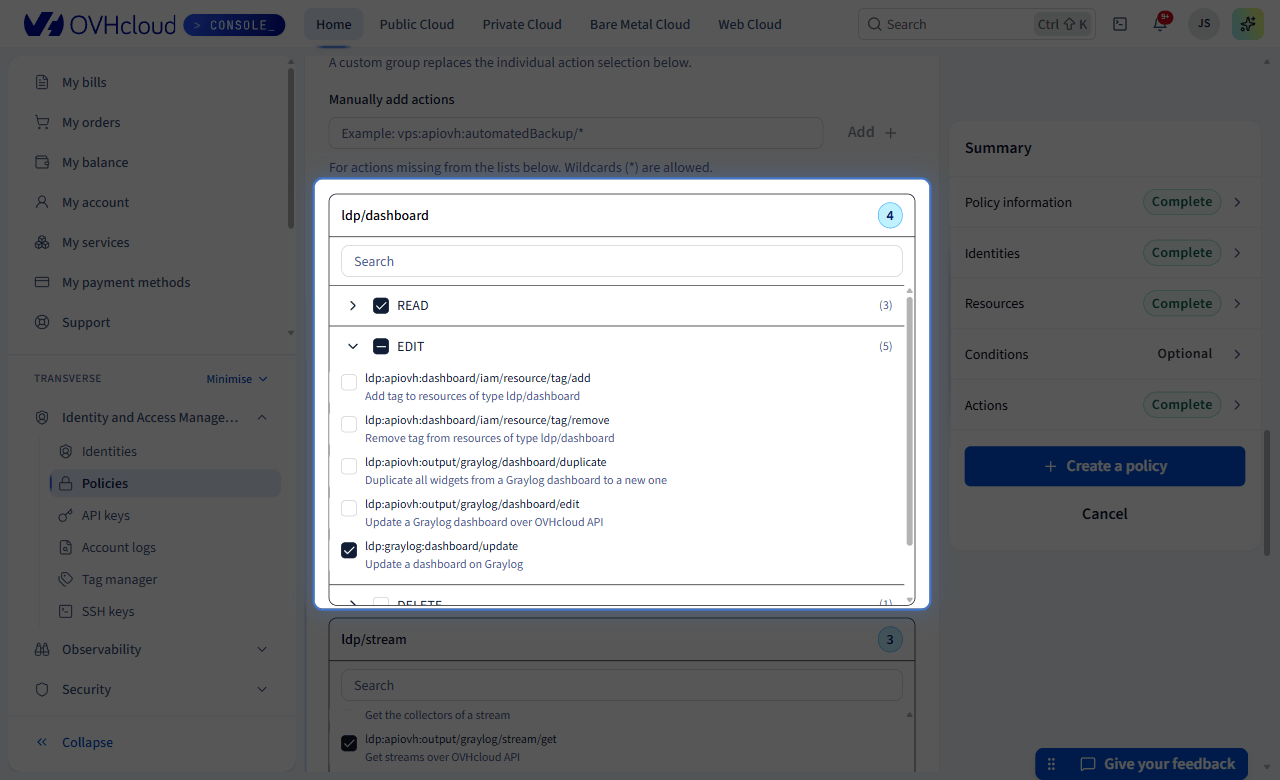 OVHcloud > CONSOLE_ Home Public Cloud Private Cloud Bare Metal Cloud Web Cloud Search Ctrl ⇧ K 9+ JS
My bills
My orders
My balance
My account
My services
My payment methods
Support
TRANSVERSE Minimise
Identity and Access Manage...
Identities
Policies
API keys
Account logs
Tag manager
SSH keys
Observability
Security
Collapse
A custom group replaces the individual action selection below.
Manually add actions
Example: vps:apiovh:automatedBackup/* Add +
For actions missing from the lists below. Wildcards (*) are allowed.
ldp/dashboard 4
Search
READ (3)
EDIT (5)
ldp:apiovh:dashboard/iam/resource/tag/add
Add tag to resources of type ldp/dashboard
ldp:apiovh:dashboard/iam/resource/tag/remove
Remove tag from resources of type ldp/dashboard
ldp:apiovh:output/graylog/dashboard/duplicate
Duplicate all widgets from a Graylog dashboard to a new one
ldp:apiovh:output/graylog/dashboard/edit
Update a Graylog dashboard over OVHcloud API
ldp:graylog:dashboard/update
Update a dashboard on Graylog
DELETE (1)
ldp/stream 3
Search
Get the collectors of a stream
ldp:apiovh:output/graylog/stream/get
Get streams over OVHcloud API
Summary
Policy information Complete
Identities Complete
Resources Complete
Conditions Optional
Actions Complete
+ Create a policy
Cancel
Give your feedback